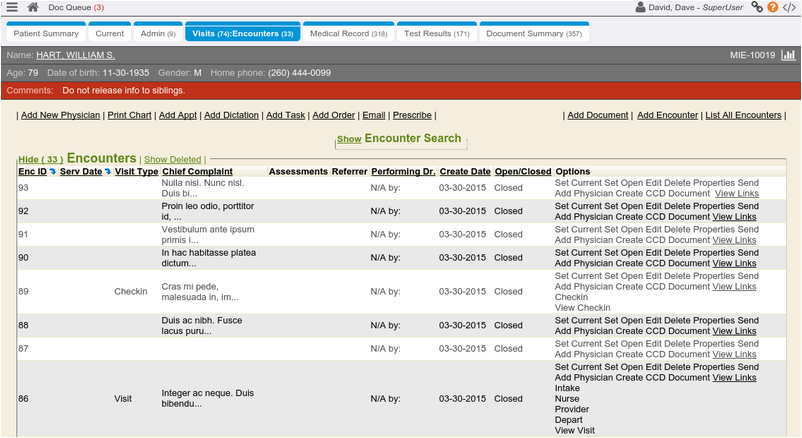 Doc Queue (3) David, Dave - SuperUser
Patient Summary Current Admin (9) Visits (74):Encounters (33) Medical Record (318) Test Results (171) Document Summary (357)
Name: HART, WILLIAM S. MIE-10019
Age: 79 Date of birth: 11-30-1935 Gender: M Home phone: (260) 444-0099
Comments: Do not release info to siblings.
| Add New Physician | Print Chart | Add Appt | Add Dictation | Add Task | Add Order | Email | Prescribe | | Add Document | Add Encounter | List All Encounters |
Show Encounter Search
Hide ( 33 ) Encounters | Show Deleted |
Enc ID Serv Date Visit Type Chief Complaint Assessments Referrer Performing Dr. Create Date Open/Closed Options
93 Nulla nisl. Nunc nisl. Duis bi... N/A by: 03-30-2015 Closed Set Current Set Open Edit Delete Properties Send
Add Physician Create CCD Document View Links
92 Proin leo odio, porttitor id, ... N/A by: 03-30-2015 Closed Set Current Set Open Edit Delete Properties Send
Add Physician Create CCD Document View Links
91 Vestibulum ante ipsum primis i... N/A by: 03-30-2015 Closed Set Current Set Open Edit Delete Properties Send
Add Physician Create CCD Document View Links
90 In hac habitasse platea dictum... N/A by: 03-30-2015 Closed Set Current Set Open Edit Delete Properties Send
Add Physician Create CCD Document View Links
89 Checkin Cras mi pede, malesuada in, im... N/A by: 03-30-2015 Closed Set Current Set Open Edit Delete Properties Send
Add Physician Create CCD Document View Links
Checkin
View Checkin
88 Duis ac nibh. Fusce lacus puru... N/A by: 03-30-2015 Closed Set Current Set Open Edit Delete Properties Send
Add Physician Create CCD Document View Links
87 N/A by: 03-30-2015 Closed Set Current Set Open Edit Delete Properties Send
Add Physician Create CCD Document View Links
86 Visit Integer ac neque. Duis bibendu... N/A by: 03-30-2015 Closed Set Current Set Open Edit Delete Properties Send
Add Physician Create CCD Document View Links
Intake
Nurse
Provider
Depart
View Visit